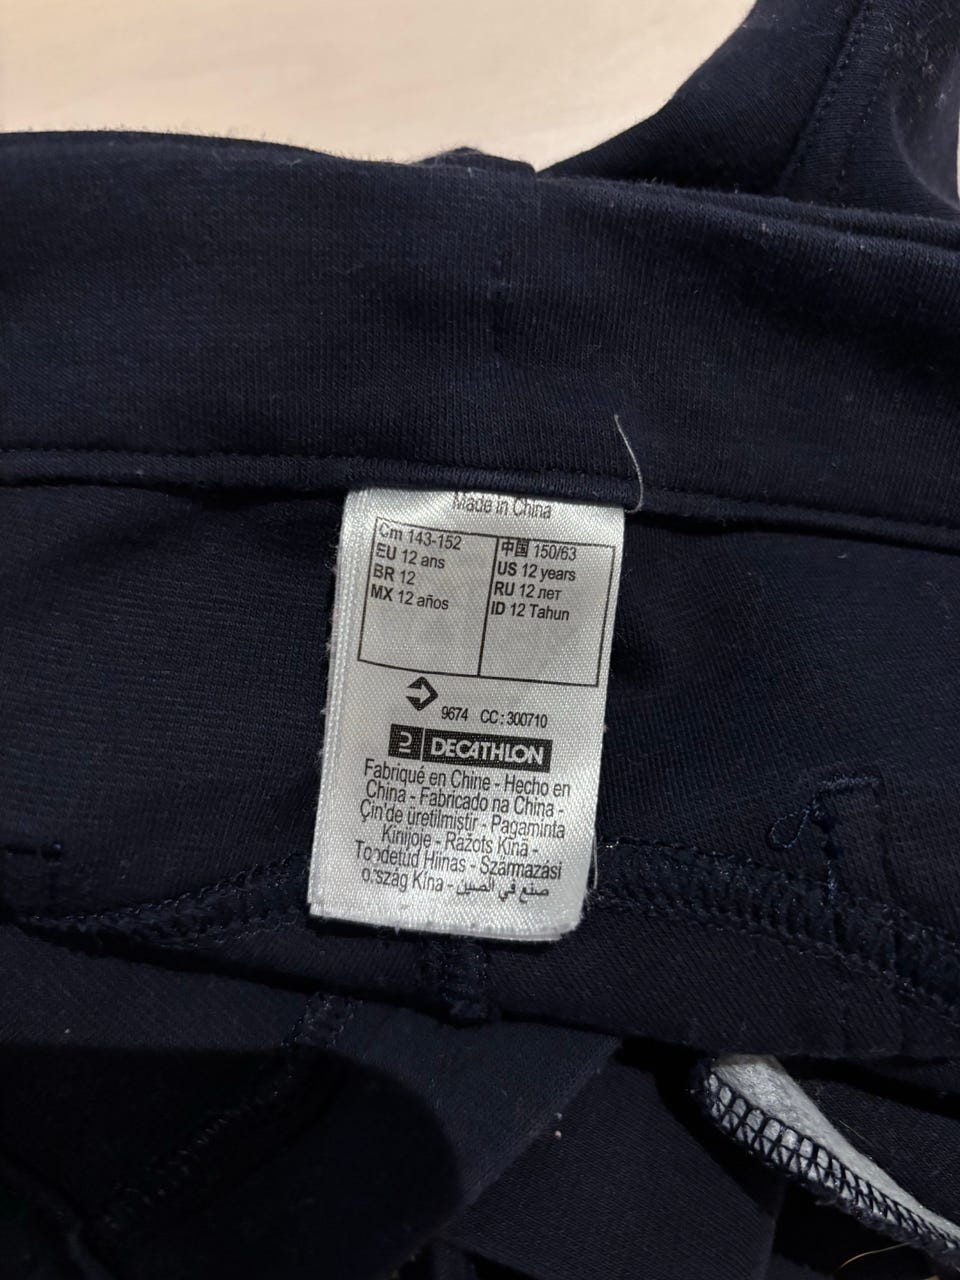 Made in China
Cm 143-152
EU 12 ans
BR 12
MX 12 años
中国 150/63
US 12 years
RU 12 лет
ID 12 Tahun
9674 CC: 300710
DECATHLON
Fabriqué en Chine - Hecho en
China - Fabricado na China -
Çin'de üretilmiştir - Pagaminta
Kinijoje - Ražots Ķīnā -
Toodetud Hiinas - Származási
ország Kína - صنع في الصين